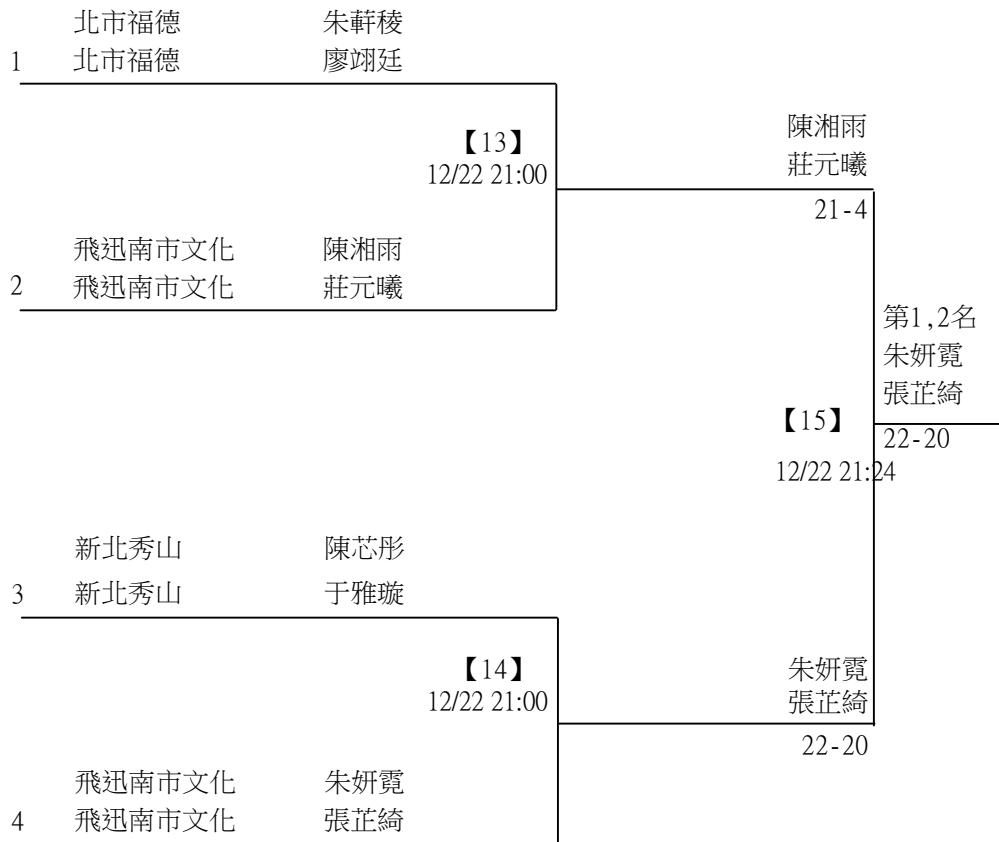 北市福德 朱蓒稜
1 北市福德 廖翊廷
【13】
12/22 21:00
陳湘雨
莊元曦
21-4
飛迅南市文化 陳湘雨
2 飛迅南市文化 莊元曦
第1,2名
朱妍霓
張芷綺
【15】
22-20
12/22 21:24
新北秀山 陳芯彤
3 新北秀山 于雅璇
【14】
12/22 21:00
朱妍霓
張芷綺
22-20
飛迅南市文化 朱妍霓
4 飛迅南市文化 張芷綺